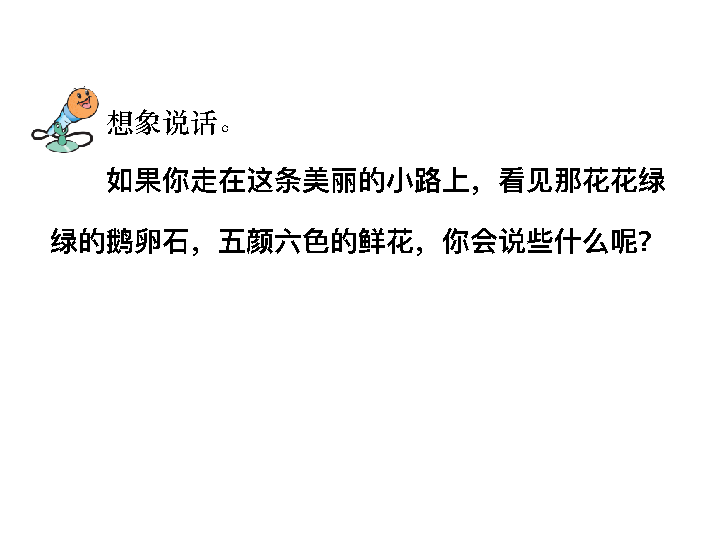 想象说话。
如果你走在这条美丽的小路上，看见那花花绿
绿的鹅卵石，五颜六色的鲜花，你会说些什么呢？